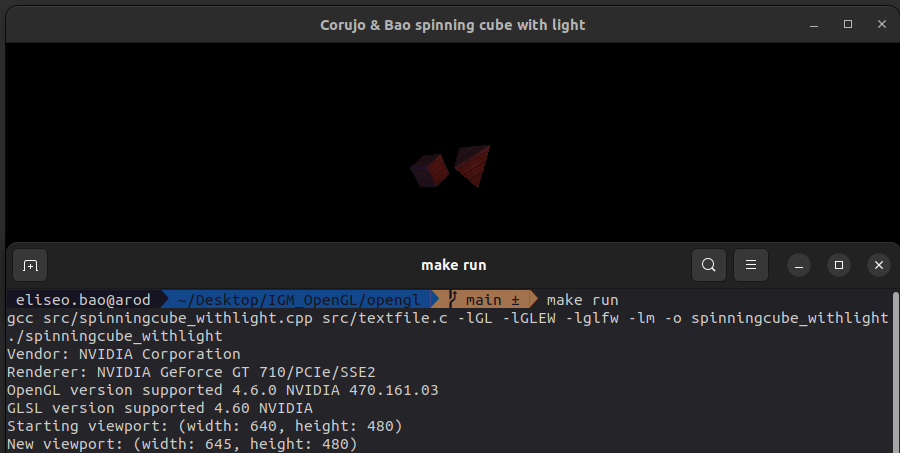 Corujo & Bao spinning cube with light
make run
eliseo.bao@arod ~/Desktop/IGM_OpenGL/opengl main ± make run
gcc src/spinningcube_withlight.cpp src/textfile.c -lGL -lGLEW -lglfw -lm -o spinningcube_withlight
./spinningcube_withlight
Vendor: NVIDIA Corporation
Renderer: NVIDIA GeForce GT 710/PCIe/SSE2
OpenGL version supported 4.6.0 NVIDIA 470.161.03
GLSL version supported 4.60 NVIDIA
Starting viewport: (width: 640, height: 480)
New viewport: (width: 645, height: 480)